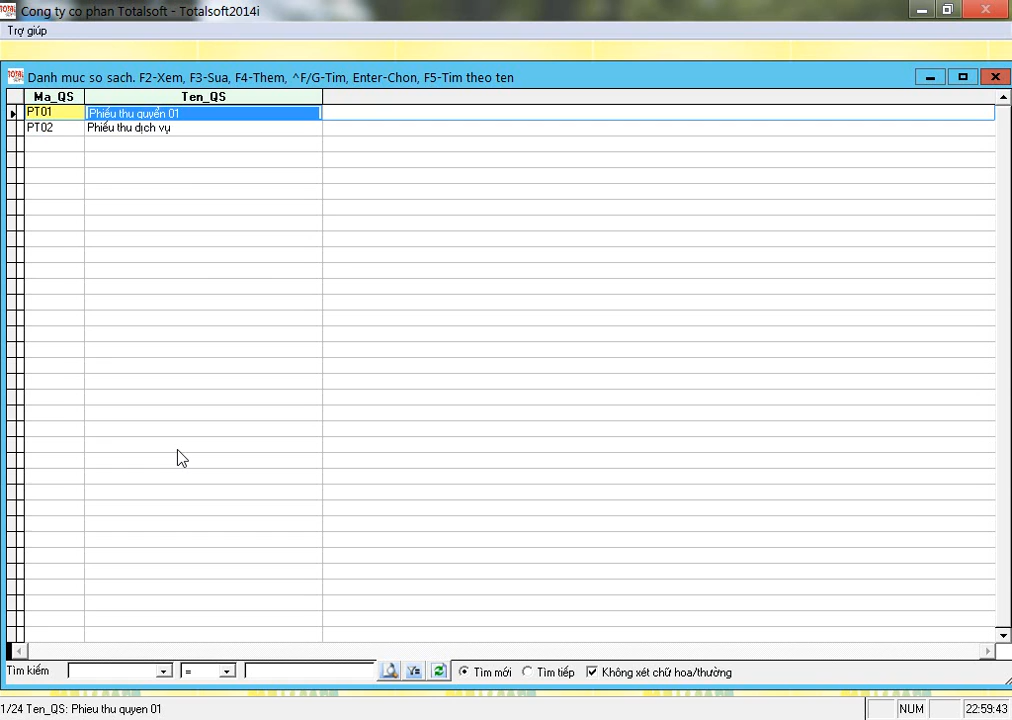 Cong ty co phan Totalsoft - Totalsoft2014i
Trợ giúp
Danh muc so sach. F2-Xem, F3-Sua, F4-Them, ^F/G-Tim, Enter-Chon, F5-Tim theo ten
Ma_QS Ten_QS
PT01 Phiếu thu quyển 01
PT02 Phiếu thu dịch vụ
Tìm kiếm = Tìm mới Tìm tiếp Không xét chữ hoa/thường
1/24 Ten_QS: Phieu thu quyen 01 NUM 22:59:43